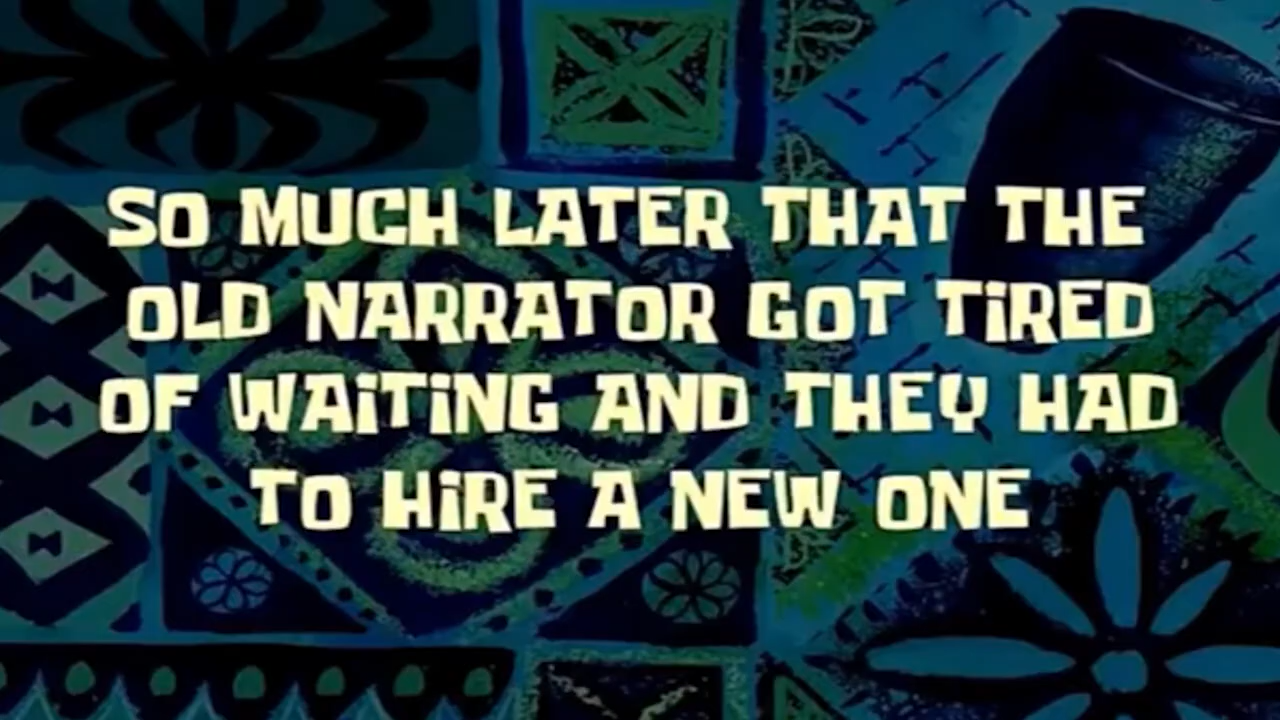 SO MUCH LATER THAT THE
OLD NARRATOR GOT TiRED
OF WAiTiNG AND THEY HAD
TO HiRE A NEW ONE